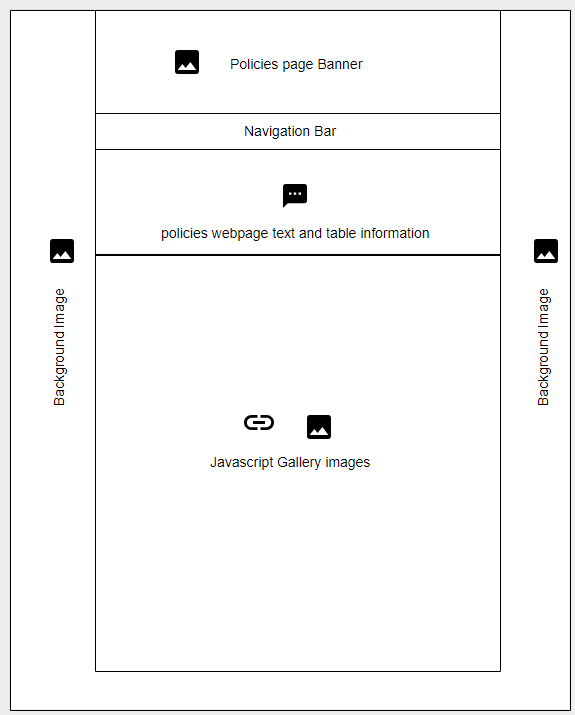 Policies page Banner
Navigation Bar
policies webpage text and table information
Background Image
Background Image
Javascript Gallery images